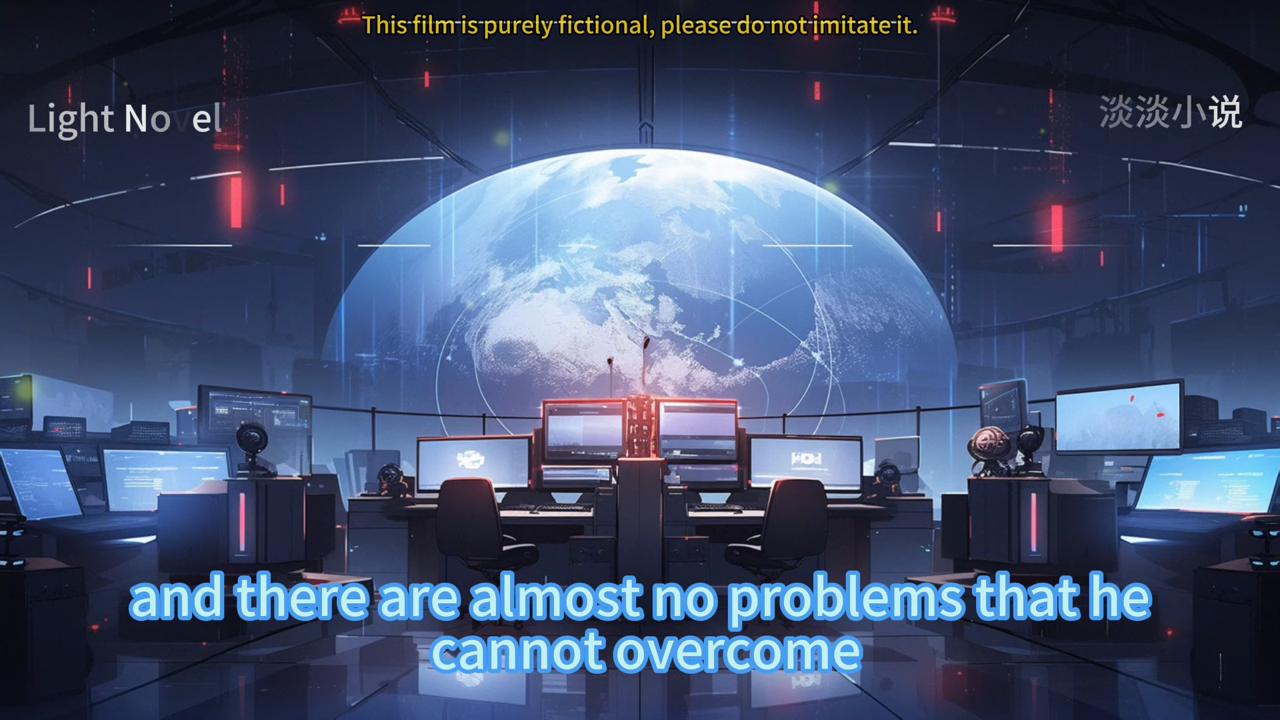 This film is purely fictional, please do not imitate it.
Light Novel
淡淡小说
and there are almost no problems that he
cannot overcome